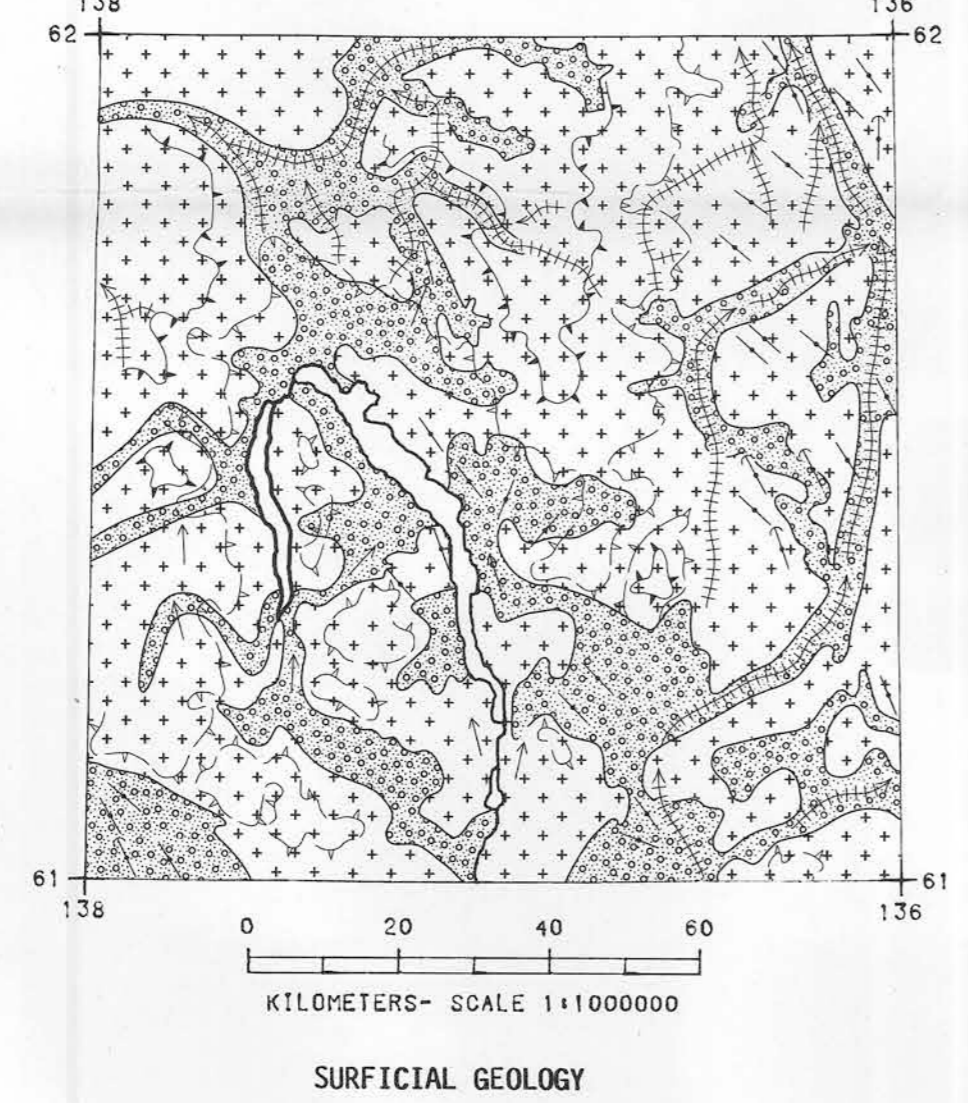 138 136
62 62
61 61
138 136
0 20 40 60
KILOMETERS- SCALE 1:1000000
SURFICIAL GEOLOGY